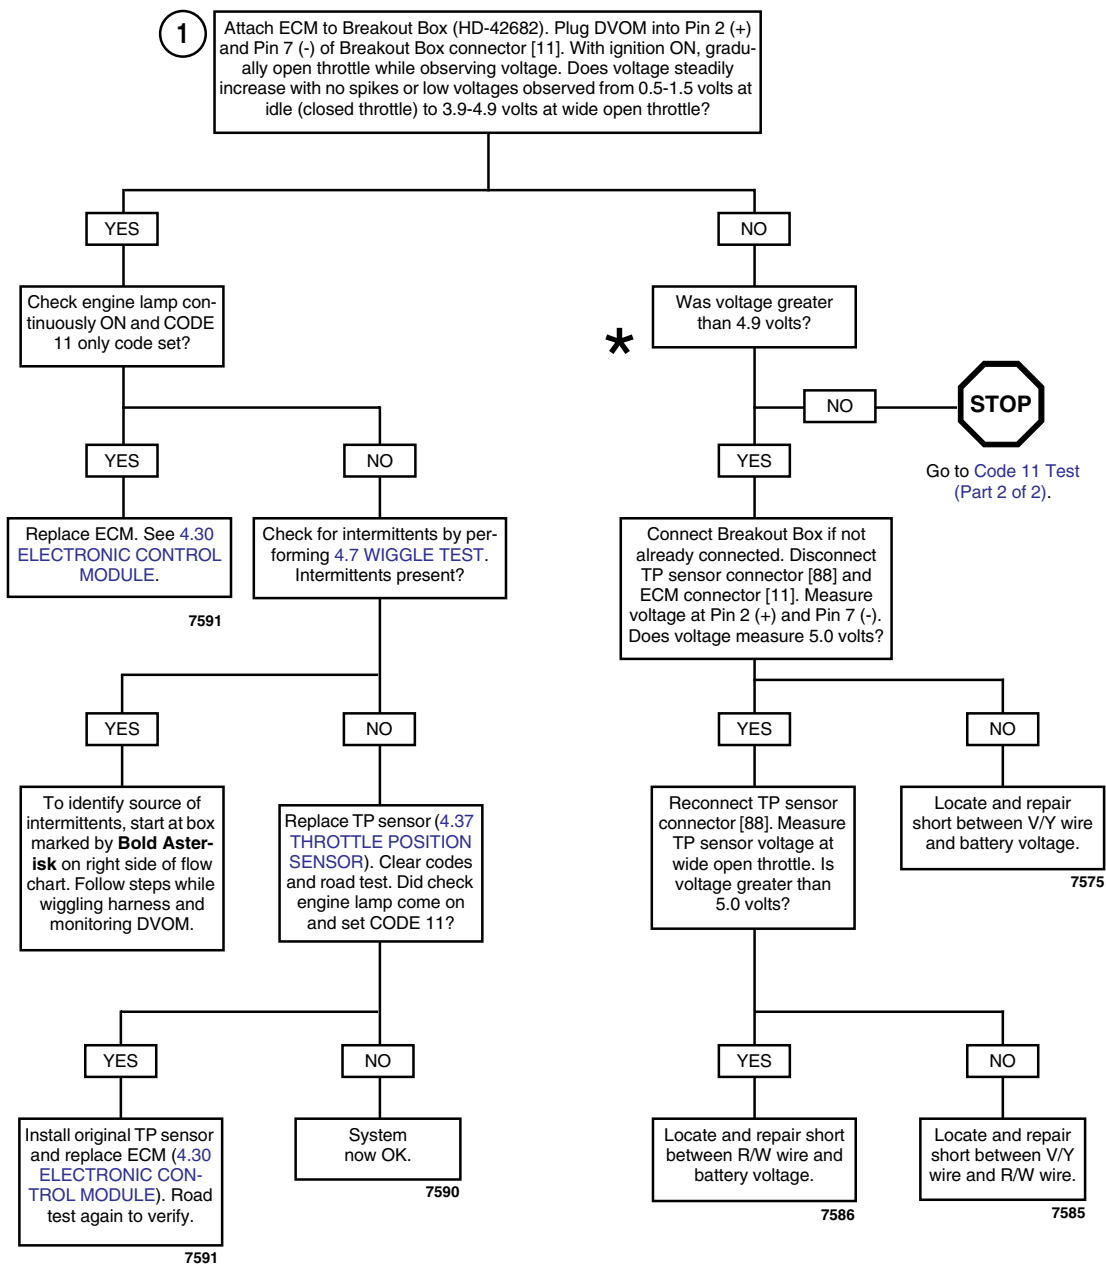 1
Attach ECM to Breakout Box (HD-42682). Plug DVOM into Pin 2 (+)
and Pin 7 (-) of Breakout Box connector [11]. With ignition ON, gradu-
ally open throttle while observing voltage. Does voltage steadily
increase with no spikes or low voltages observed from 0.5-1.5 volts at
idle (closed throttle) to 3.9-4.9 volts at wide open throttle?
YES
NO
Check engine lamp con-
tinuously ON and CODE
11 only code set?
*
Was voltage greater
than 4.9 volts?
NO
STOP
Go to Code 11 Test
(Part 2 of 2).
YES
NO
YES
Replace ECM. See 4.30
ELECTRONIC CONTROL
MODULE.
7591
Check for intermittents by per-
forming 4.7 WIGGLE TEST.
Intermittents present?
Connect Breakout Box if not
already connected. Disconnect
TP sensor connector [88] and
ECM connector [11]. Measure
voltage at Pin 2 (+) and Pin 7 (-).
Does voltage measure 5.0 volts?
YES
NO
YES
NO
To identify source of
intermittents, start at box
marked by Bold Aster-
isk on right side of flow
chart. Follow steps while
wiggling harness and
monitoring DVOM.
Replace TP sensor (4.37
THROTTLE POSITION
SENSOR). Clear codes
and road test. Did check
engine lamp come on
and set CODE 11?
Reconnect TP sensor
connector [88]. Measure
TP sensor voltage at
wide open throttle. Is
voltage greater than
5.0 volts?
Locate and repair
short between V/Y wire
and battery voltage.
7575
YES
NO
YES
NO
Install original TP sensor
and replace ECM (4.30
ELECTRONIC CON-
TROL MODULE). Road
test again to verify.
7591
System
now OK.
7590
Locate and repair short
between R/W wire and
battery voltage.
7586
Locate and repair
short between V/Y
wire and R/W wire.
7585